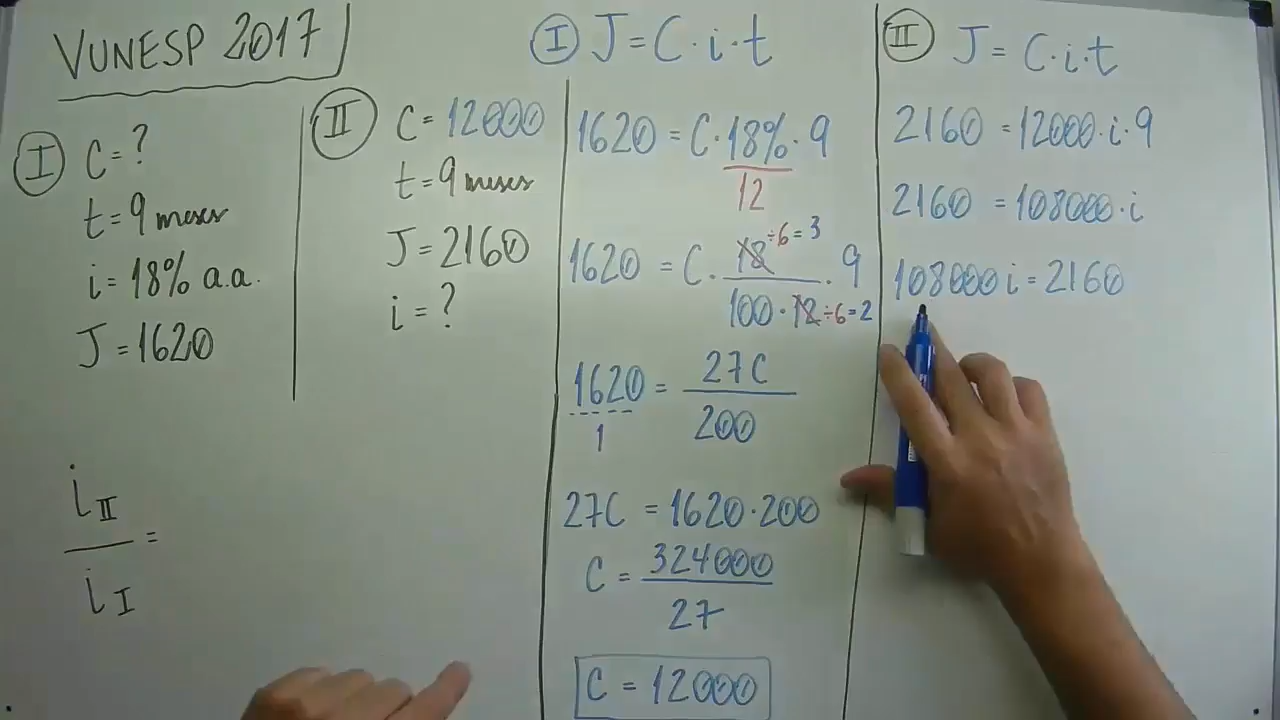 VUNESP 2017
I C = ?
t = 9 meses
i = 18% a.a.
J = 1620
i II
—— =
i I
II C = 12000
t = 9 meses
J = 2160
i = ?
I J = C · i · t
1620 = C · 18% · 9
12
1620 = C · 18 ÷6=3 · 9
100 · 12 ÷6=2
1620 = 27C
200
1
27C = 1620 · 200
C = 324000
27
C = 12000
II J = C · i · t
2160 = 12000 · i · 9
2160 = 108000 · i
108000 i = 2160